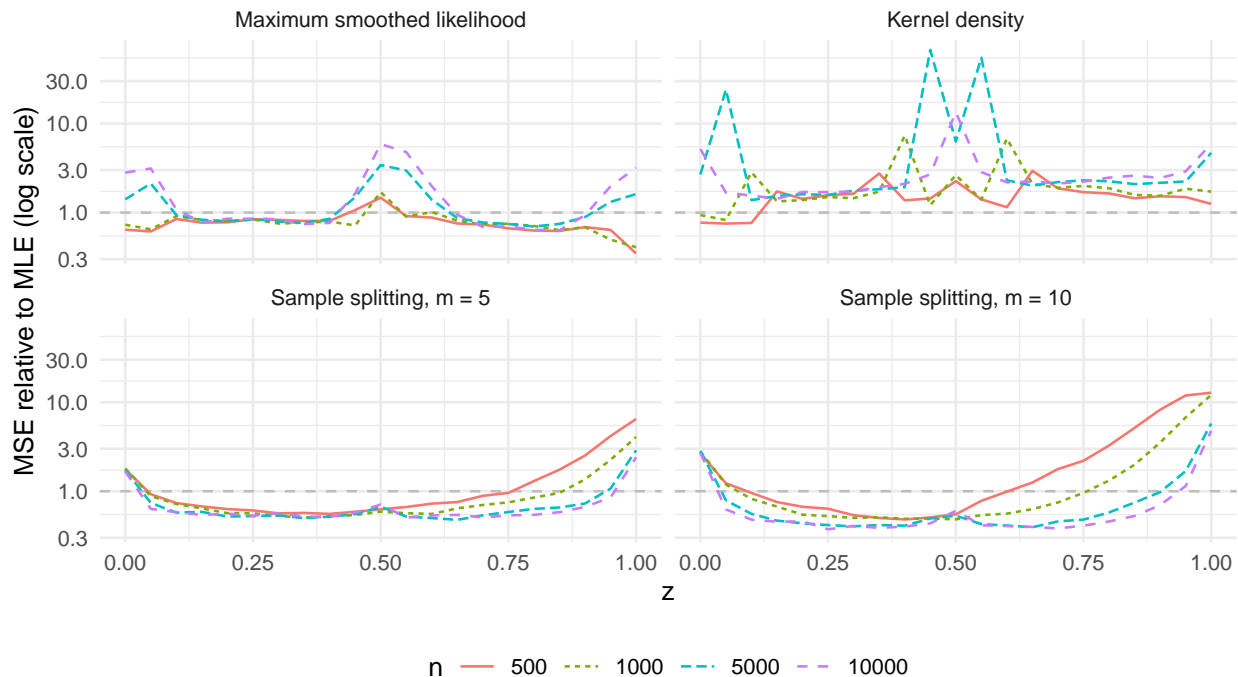 Maximum smoothed likelihood
Kernel density
MSE relative to MLE (log scale)
30.0
10.0
3.0
1.0
0.3
Sample splitting, m = 5
Sample splitting, m = 10
30.0
10.0
3.0
1.0
0.3
0.00 0.25 0.50 0.75 1.00
0.00 0.25 0.50 0.75 1.00
z
n 500 1000 5000 10000